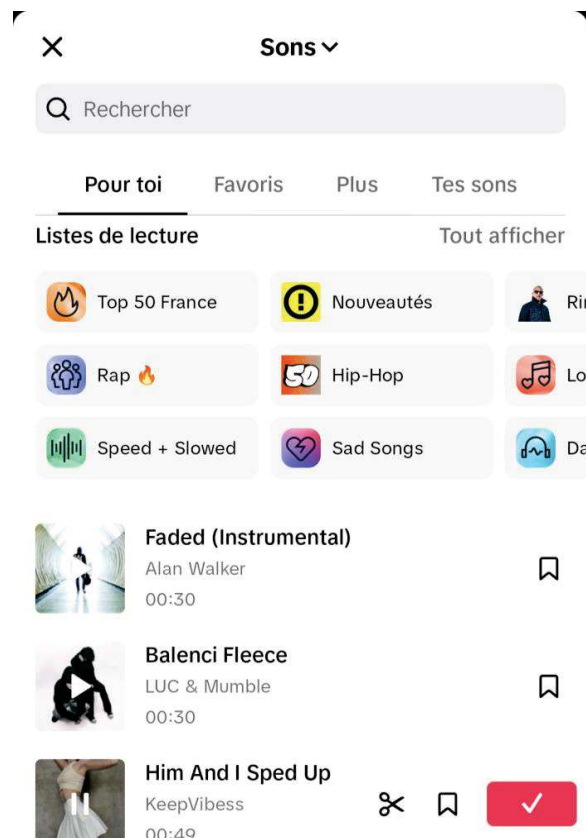 Sons
Rechercher
Pour toi Favoris Plus Tes sons
Listes de lecture Tout afficher
Top 50 France Nouveautés
Rap 🔥 50 Hip-Hop
Speed + Slowed Sad Songs
Faded (Instrumental)
Alan Walker
00:30
Balenci Fleece
LUC & Mumble
00:30
Him And I Sped Up
KeepVibess
00:49